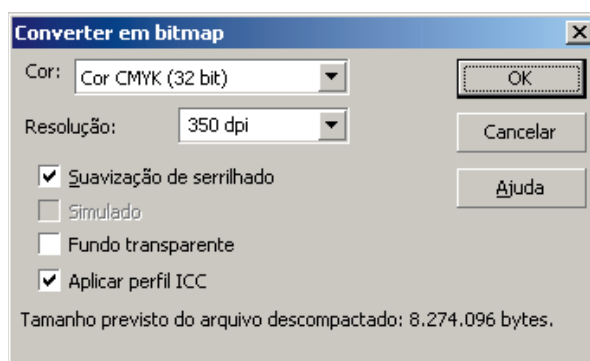 Converter em bitmap
Cor: Cor CMYK (32 bit)
OK
Resolução: 350 dpi
Cancelar
Suavização de serrilhado
Ajuda
Simulado
Fundo transparente
Aplicar perfil ICC
Tamanho previsto do arquivo descompactado: 8.274.096 bytes.